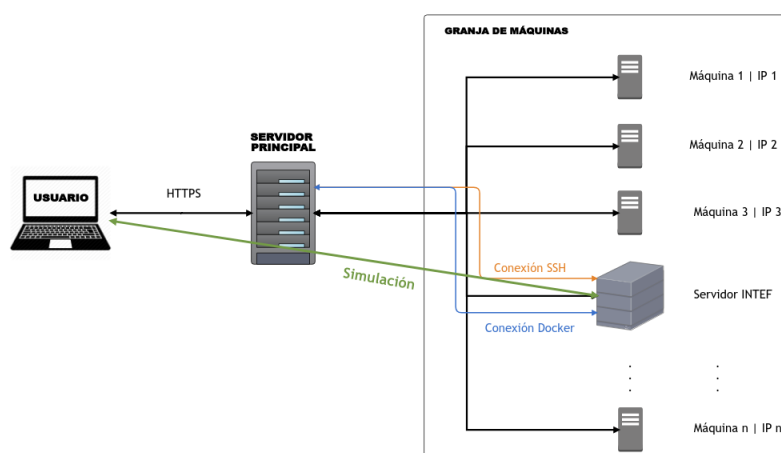 GRANJA DE MÁQUINAS
Máquina 1 | IP 1
SERVIDOR
PRINCIPAL
Máquina 2 | IP 2
USUARIO
HTTPS
Máquina 3 | IP 3
Simulación
Conexión SSH
Servidor INTEF
Conexión Docker
Máquina n | IP n